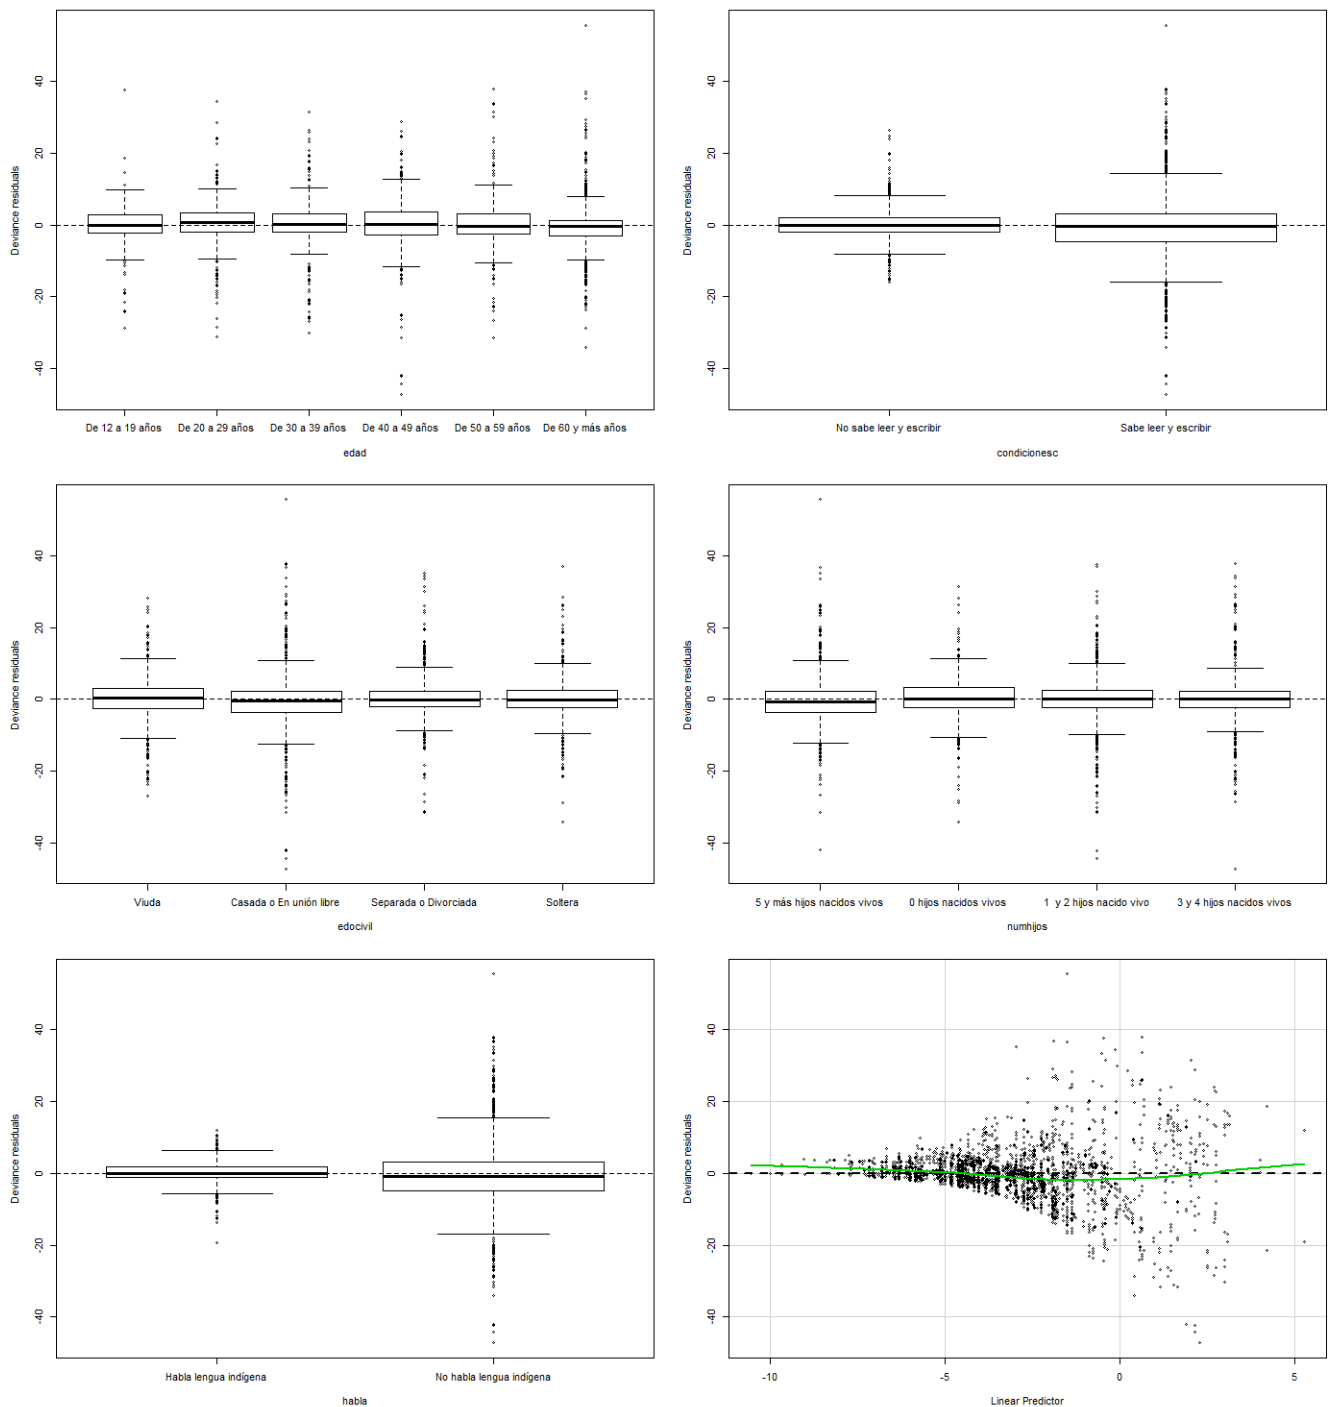 Deviance residuals
40
20
0
-20
-40
De 12 a 19 años De 20 a 29 años De 30 a 39 años De 40 a 49 años De 50 a 59 años De 60 y más años
edad
Deviance residuals
40
20
0
-20
-40
No sabe leer y escribir Sabe leer y escribir
condicionesc
Deviance residuals
40
20
0
-20
-40
Viuda Casada o En unión libre Separada o Divorciada Soltera
edocivil
Deviance residuals
40
20
0
-20
-40
5 y más hijos nacidos vivos 0 hijos nacidos vivos 1 y 2 hijos nacido vivo 3 y 4 hijos nacidos vivos
numhijos
Deviance residuals
40
20
0
-20
-40
Habla lengua indígena No habla lengua indígena
habla
Deviance residuals
40
20
0
-20
-40
-10 -5 0 5
Linear Predictor